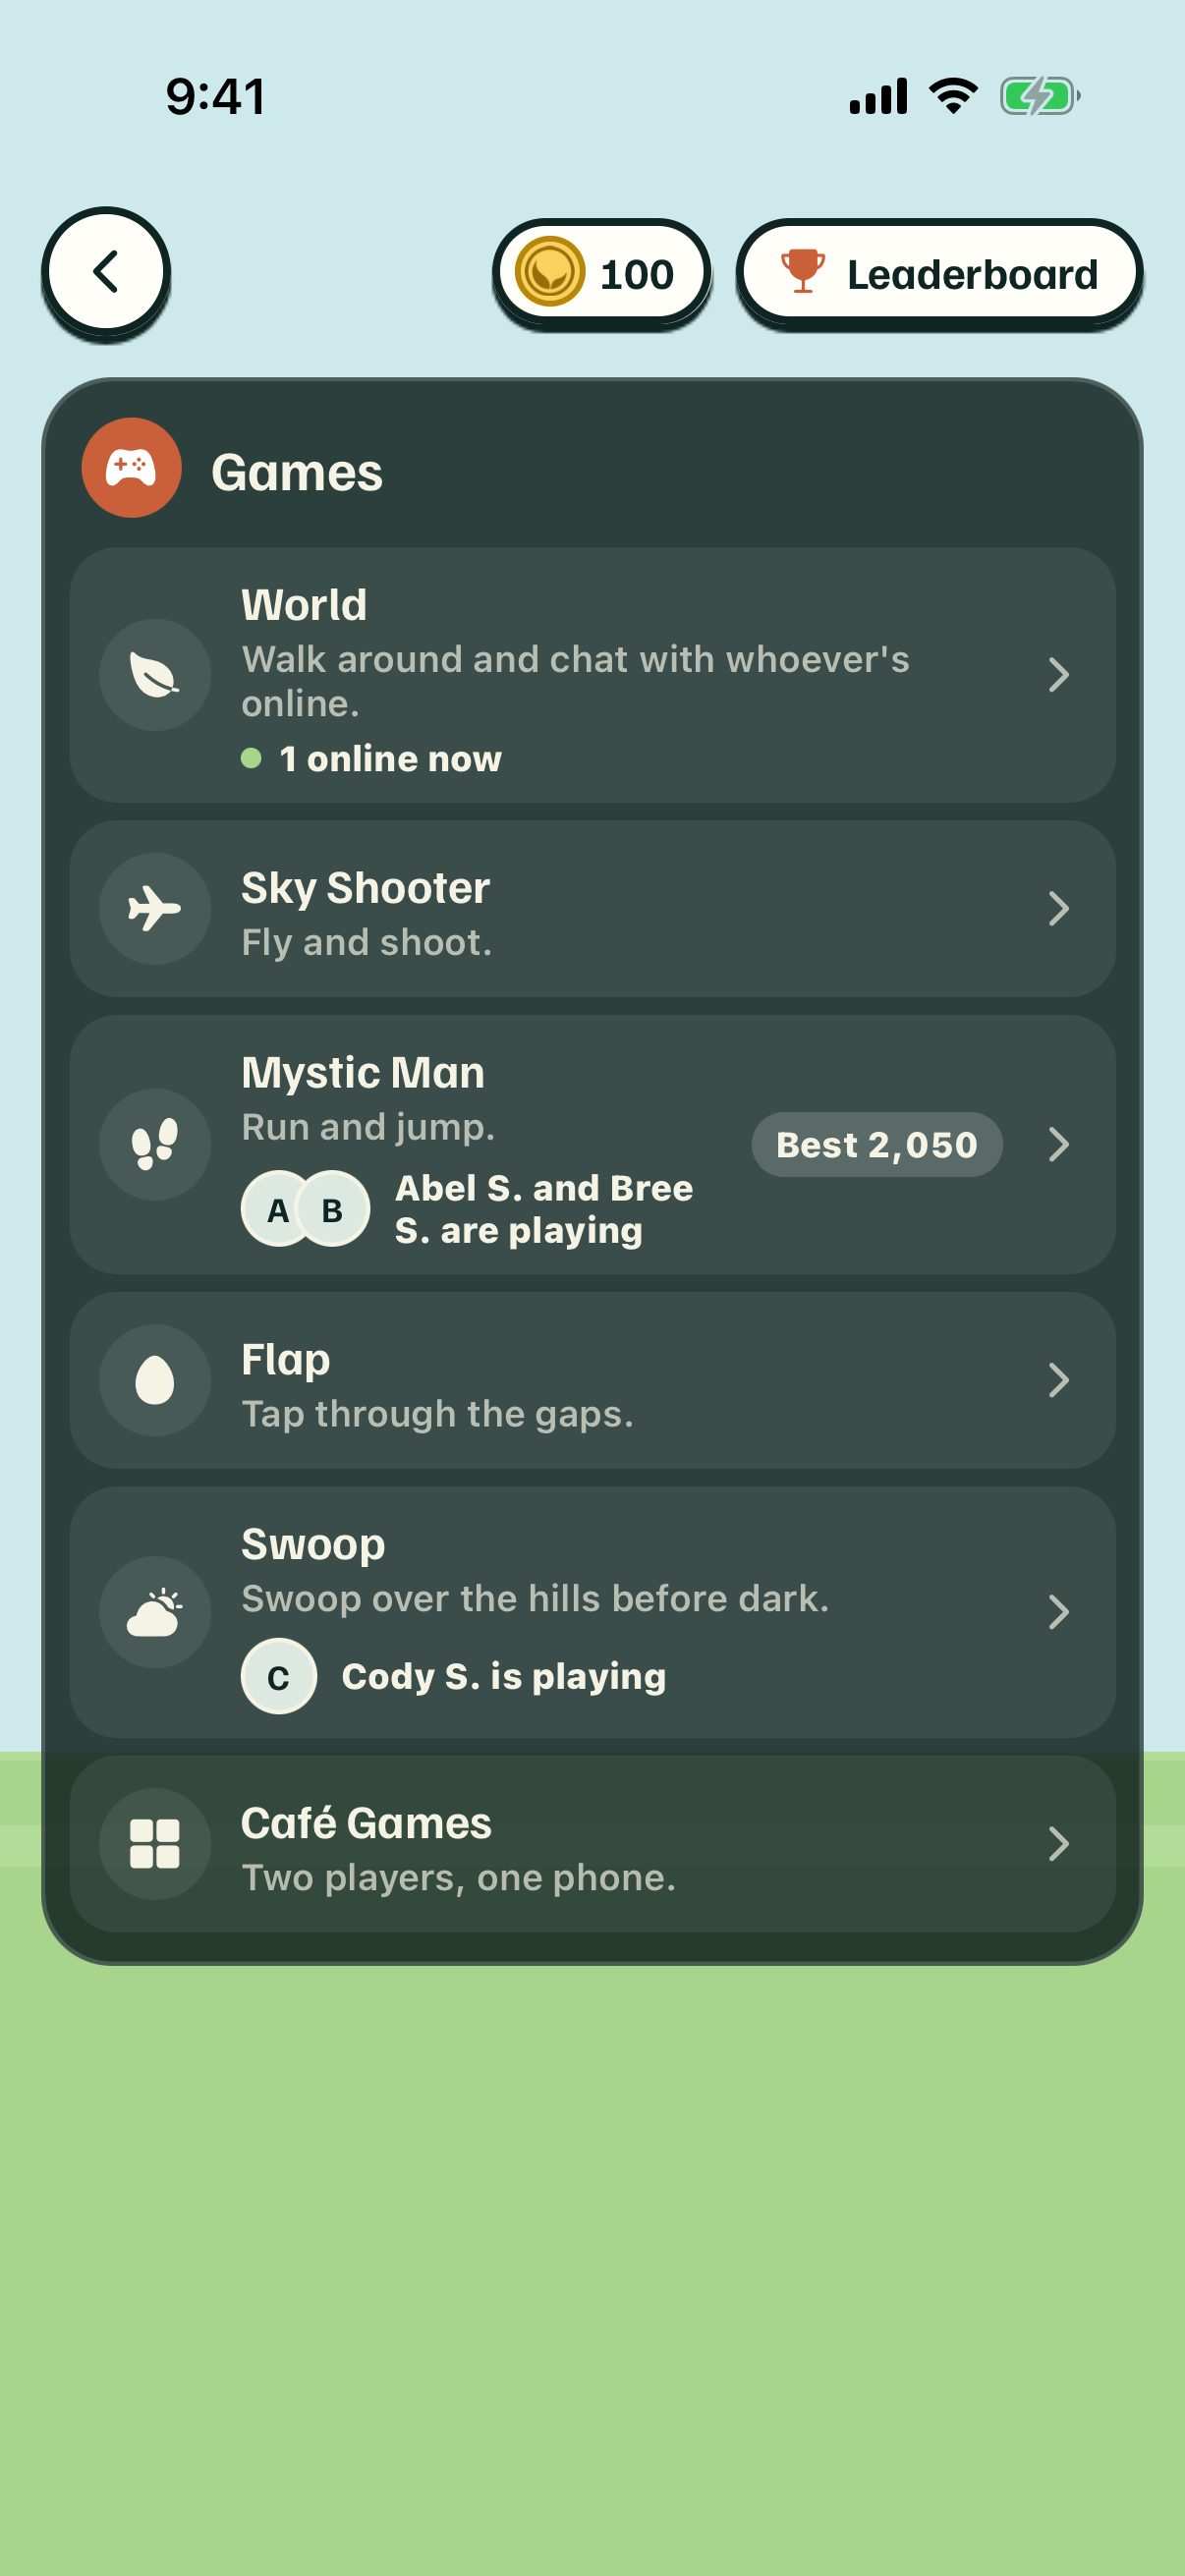 9:41
100
Leaderboard
Games
World
Walk around and chat with whoever's
online.
1 online now
Sky Shooter
Fly and shoot.
Mystic Man
Run and jump.
Best 2,050
A B
Abel S. and Bree
S. are playing
Flap
Tap through the gaps.
Swoop
Swoop over the hills before dark.
C
Cody S. is playing
Café Games
Two players, one phone.